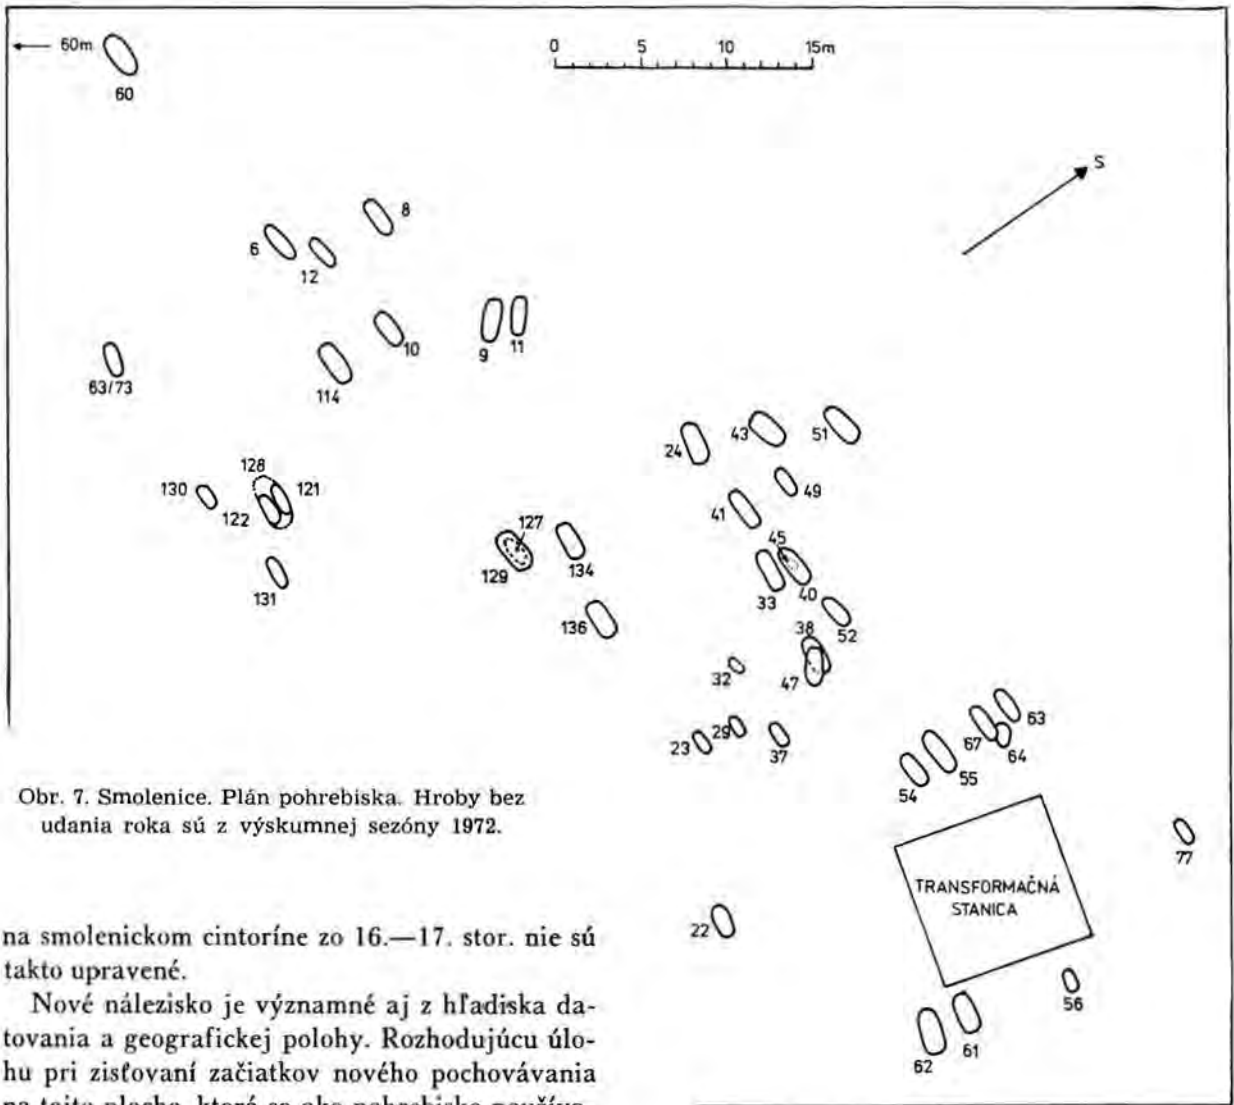 60m
60
0 5 10 15m
S
8
6
12
10
9 11
114
63/73
24 43 51
49
128
130 121
122
41
127
45
129 134
131
33 40
52
136
38
32
47
63
23 29 37
67
64
54 55
77
TRANSFORMAČNÁ
STANICA
22
56
61
62
Obr. 7. Smolenice. Plán pohrebiska. Hroby bez
udania roka sú z výskumnej sezóny 1972.
na smolenickom cintoríne zo 16.—17. stor. nie sú
takto upravené.
Nové nálezisko je významné aj z hľadiska da-
tovania a geografickej polohy. Rozhodujúcu úlo-
hu pri zisťovaní začiatkov nového pochovávania